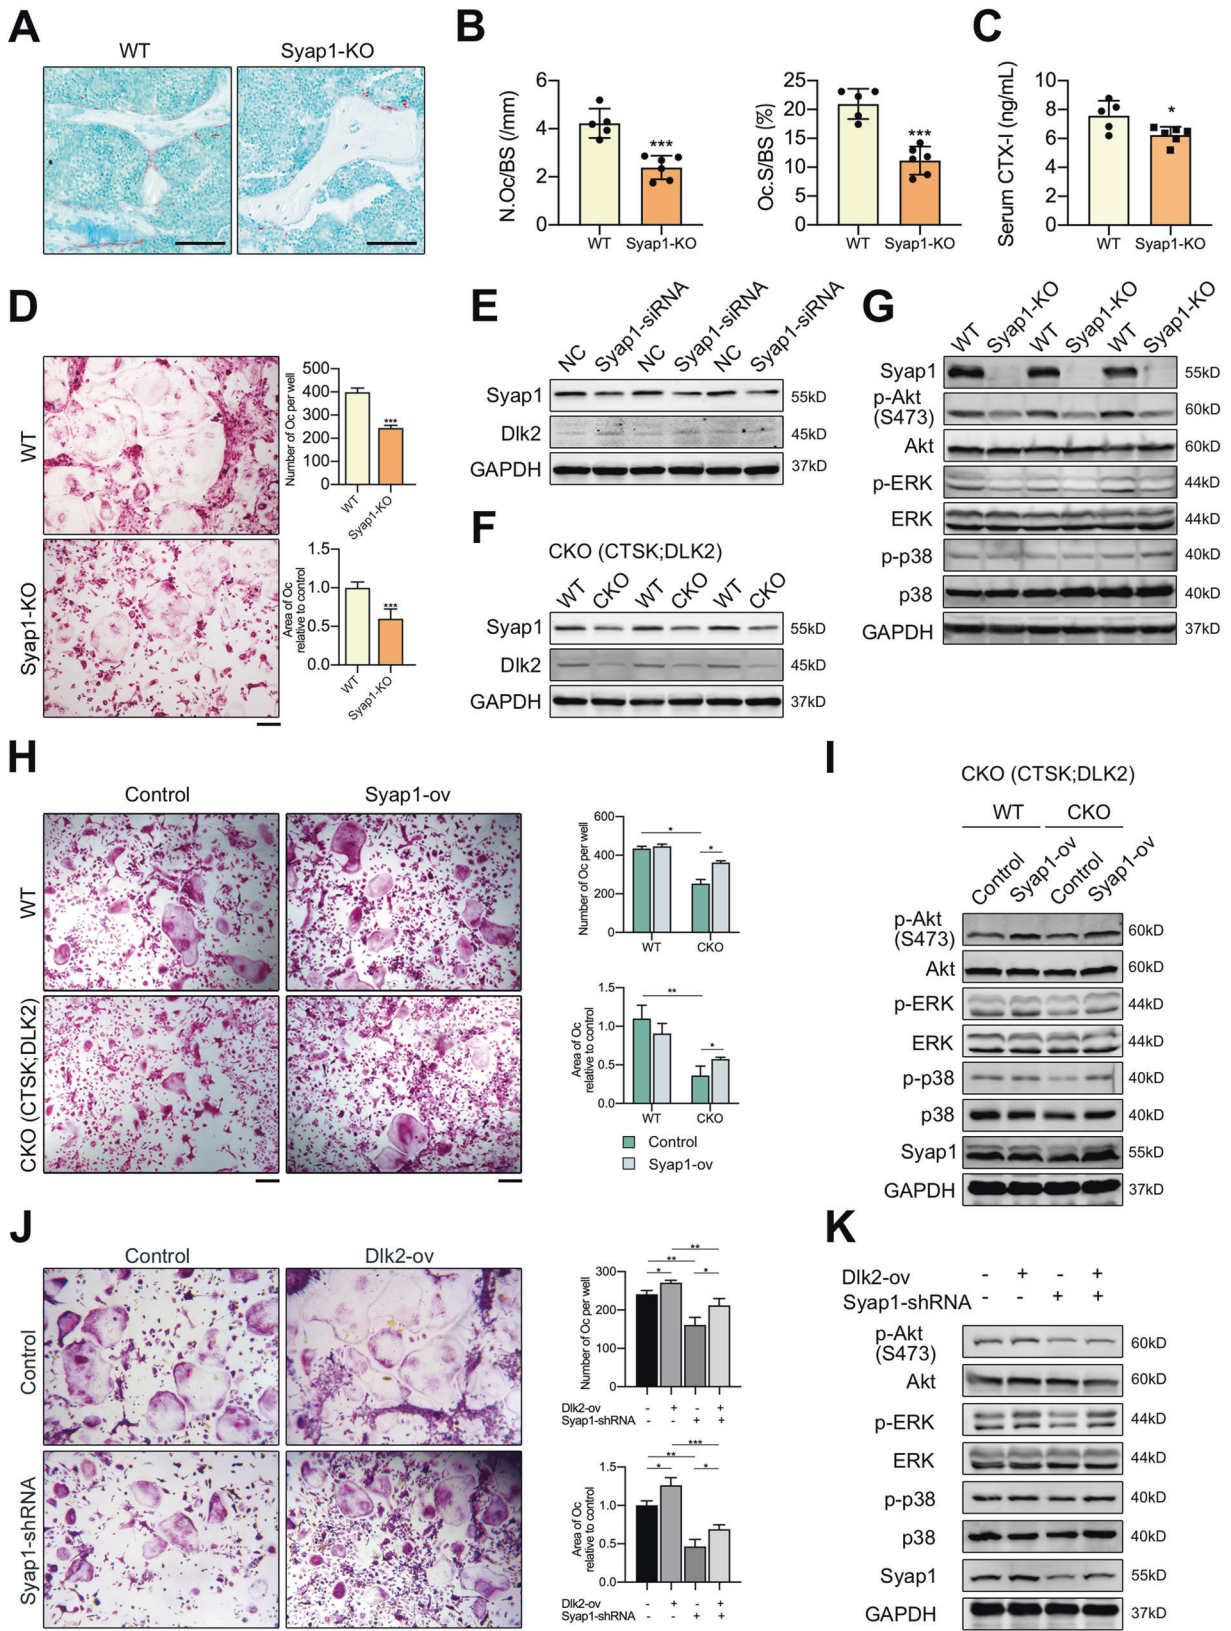 A
WT
Syap1-KO
B
N.Oc/BS (/mm)
6
4
2
0
***
WT
Syap1-KO
Oc.S/BS (%)
25
20
15
10
5
0
***
WT
Syap1-KO
C
Serum CTX-I (ng/mL)
10
8
6
4
2
0
*
WT
Syap1-KO
D
WT
Syap1-KO
Number of Oc per well
500
400
300
200
100
0
***
WT
Syap1-KO
Area of Oc
relative to control
1.5
1.0
0.5
0.0
***
WT
Syap1-KO
E
NC Syap1-siRNA NC Syap1-siRNA NC Syap1-siRNA
Syap1 55kD
Dlk2 45kD
GAPDH 37kD
F
CKO (CTSK;DLK2)
WT CKO WT CKO WT CKO
Syap1 55kD
Dlk2 45kD
GAPDH 37kD
G
WT Syap1-KO WT Syap1-KO WT Syap1-KO
Syap1 55kD
p-Akt
(S473) 60kD
Akt 60kD
p-ERK 44kD
ERK 44kD
p-p38 40kD
p38 40kD
GAPDH 37kD
H
Control
Syap1-ov
WT
CKO (CTSK;DLK2)
Number of Oc per well
600
400
200
0
*
*
WT CKO
Area of Oc
relative to control
1.5
1.0
0.5
0.0
**
*
WT CKO
Control
Syap1-ov
I
CKO (CTSK;DLK2)
WT CKO
Control Syap1-ov Control Syap1-ov
p-Akt
(S473) 60kD
Akt 60kD
p-ERK 44kD
ERK 44kD
p-p38 40kD
p38 40kD
Syap1 55kD
GAPDH 37kD
J
Control
Dlk2-ov
Control
Syap1-shRNA
Number of Oc per well
300
200
100
0
**
**
* *
Dlk2-ov - + - +
Syap1-shRNA - - + +
Area of Oc
relative to control
1.5
1.0
0.5
0.0
***
**
* *
Dlk2-ov - + - +
Syap1-shRNA - - + +
K
Dlk2-ov - + - +
Syap1-shRNA - - + +
p-Akt
(S473) 60kD
Akt 60kD
p-ERK 44kD
ERK 44kD
p-p38 40kD
p38 40kD
Syap1 55kD
GAPDH 37kD